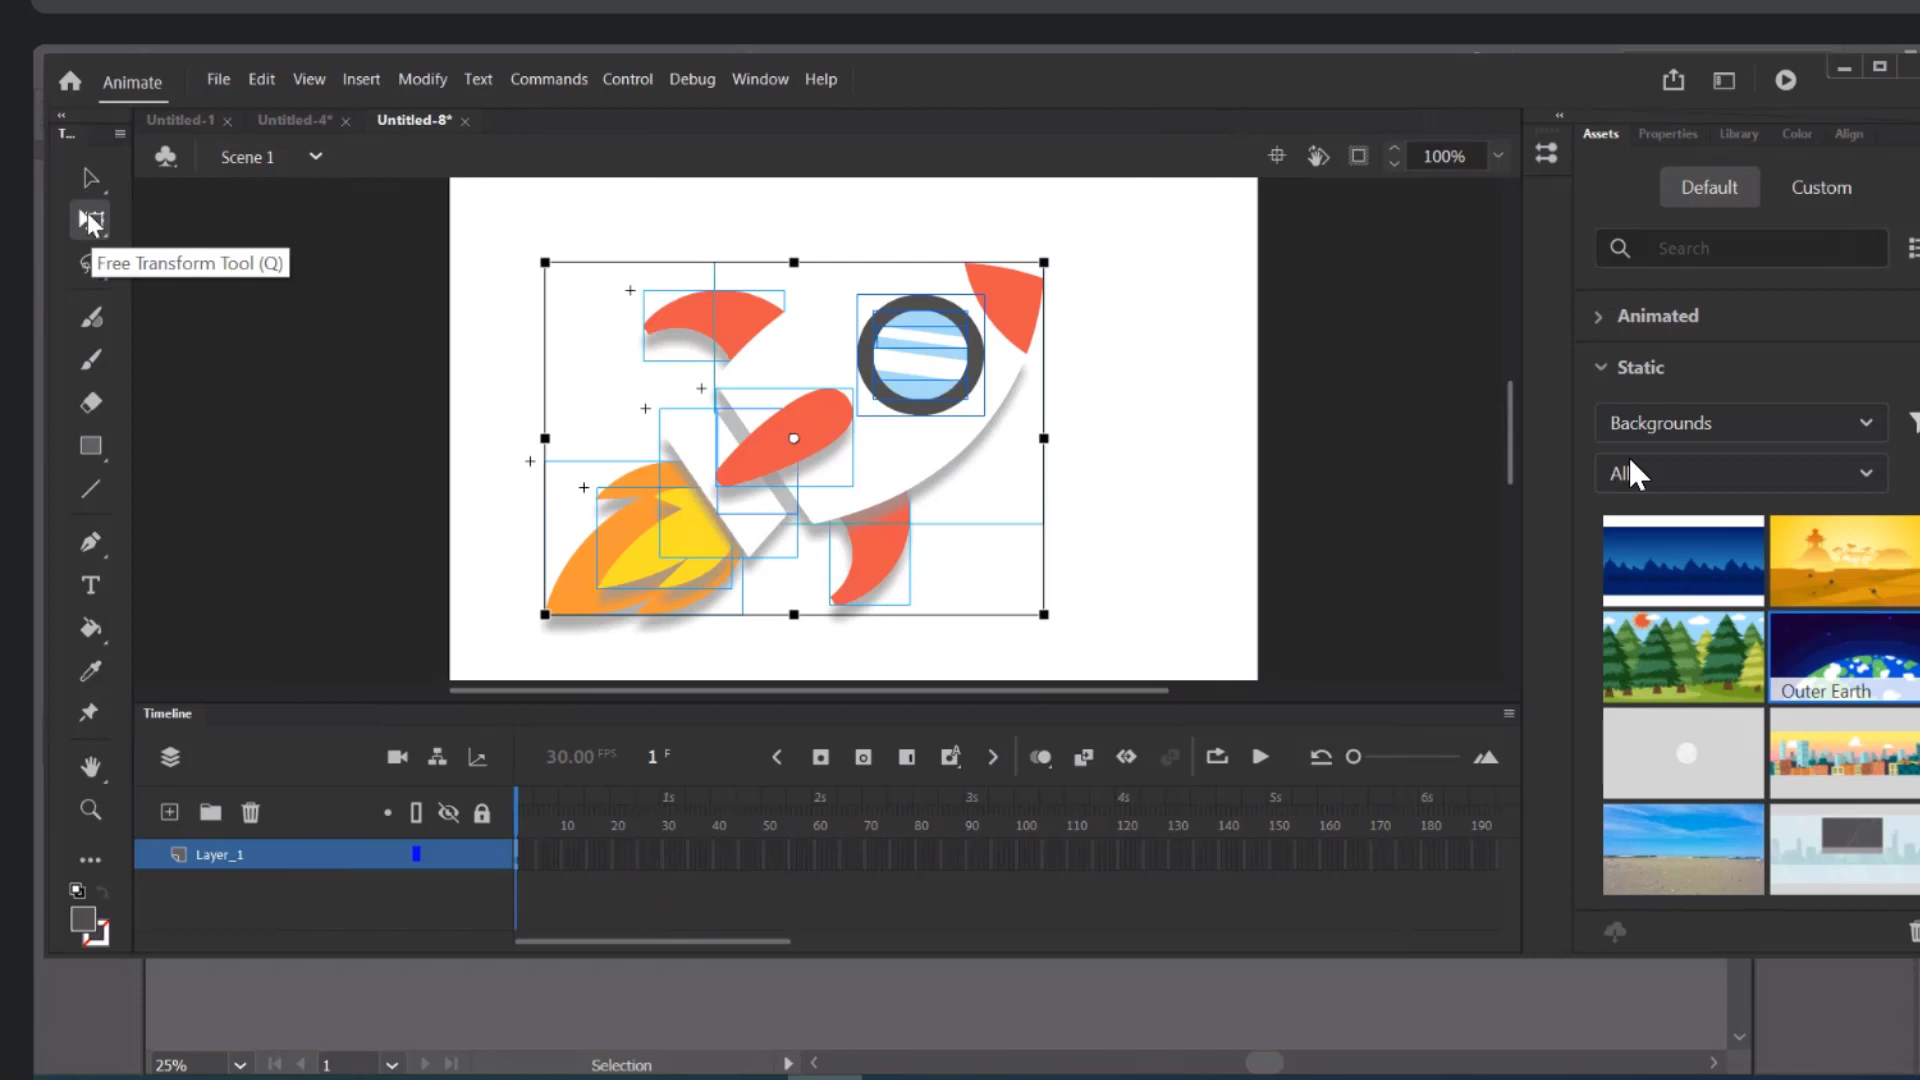 Animate
File Edit View Insert Modify Text Commands Control Debug Window Help
Untitled-1 × Untitled-4* × Untitled-8* ×
T...
Scene 1
100%
Free Transform Tool (Q)
Assets Properties Library Color Align
Default Custom
Search
Animated
Static
Backgrounds
All
Outer Earth
Timeline
30.00 FPS 1 F
1s 2s 3s 4s 5s 6s
10 20 30 40 50 60 70 80 90 100 110 120 130 140 150 160 170 180 190
Layer_1
25% 1 Selection